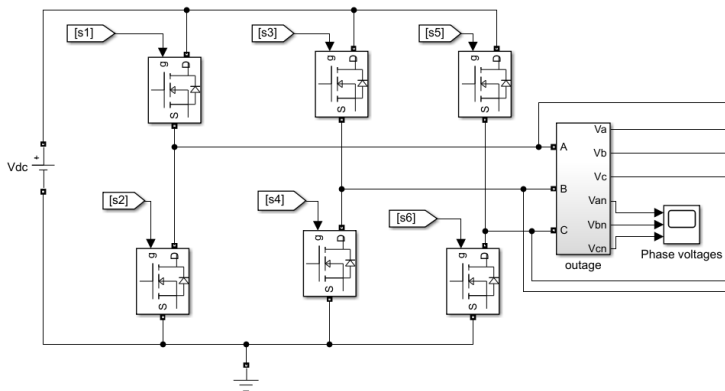 [s1]
[s3]
[s5]
g
D
S
g
D
S
g
D
S
Vdc
+
[s2]
[s4]
[s6]
g
D
S
g
D
S
g
D
S
A
B
C
Va
Vb
Vc
Van
Vbn
Vcn
outage
Phase voltages